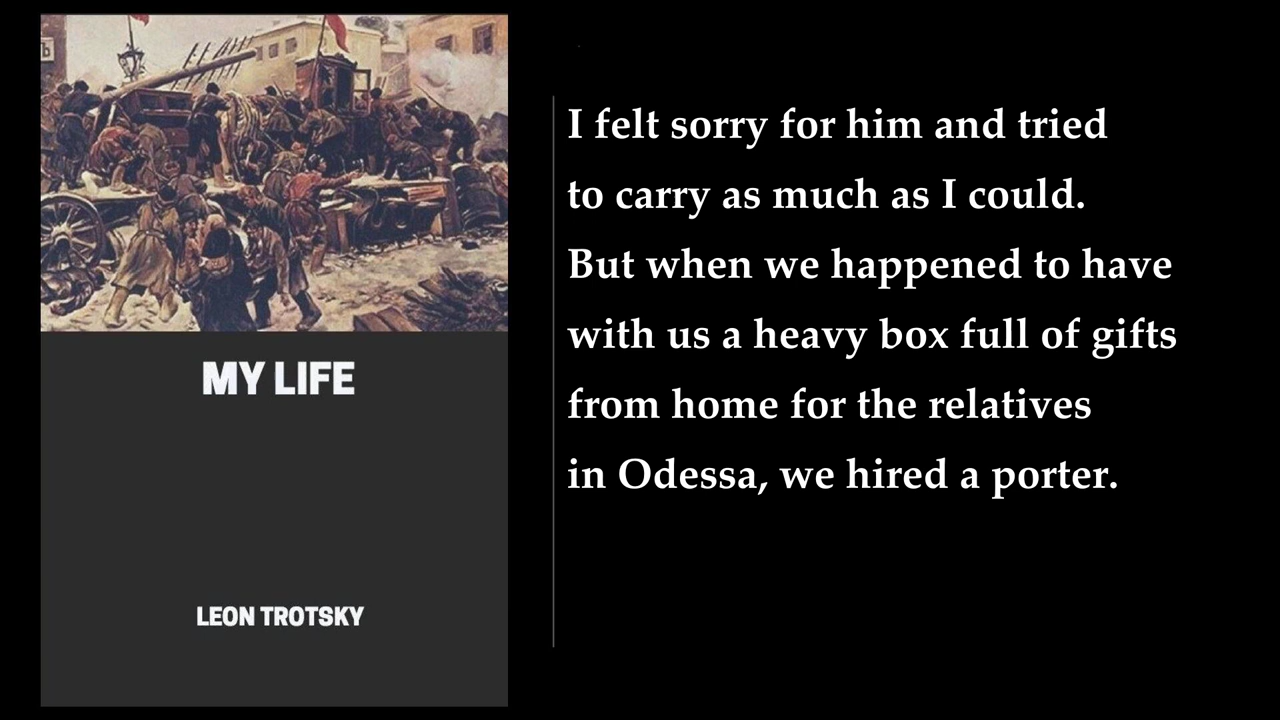 MY LIFE
LEON TROTSKY
I felt sorry for him and tried
to carry as much as I could.
But when we happened to have
with us a heavy box full of gifts
from home for the relatives
in Odessa, we hired a porter.